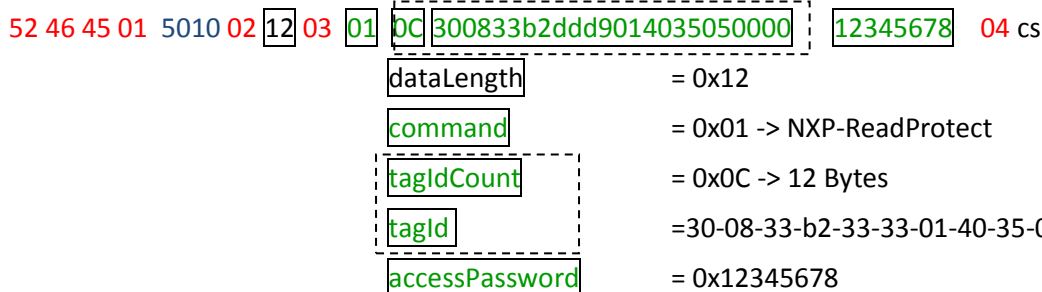 52 46 45 01 5010 02 12 03 01 0C 300833b2ddd9014035050000 12345678 04 cs
dataLength = 0x12
command = 0x01 -> NXP-ReadProtect
tagIdCount = 0x0C -> 12 Bytes
tagId =30-08-33-b2-33-33-01-40-35-
accessPassword = 0x12345678